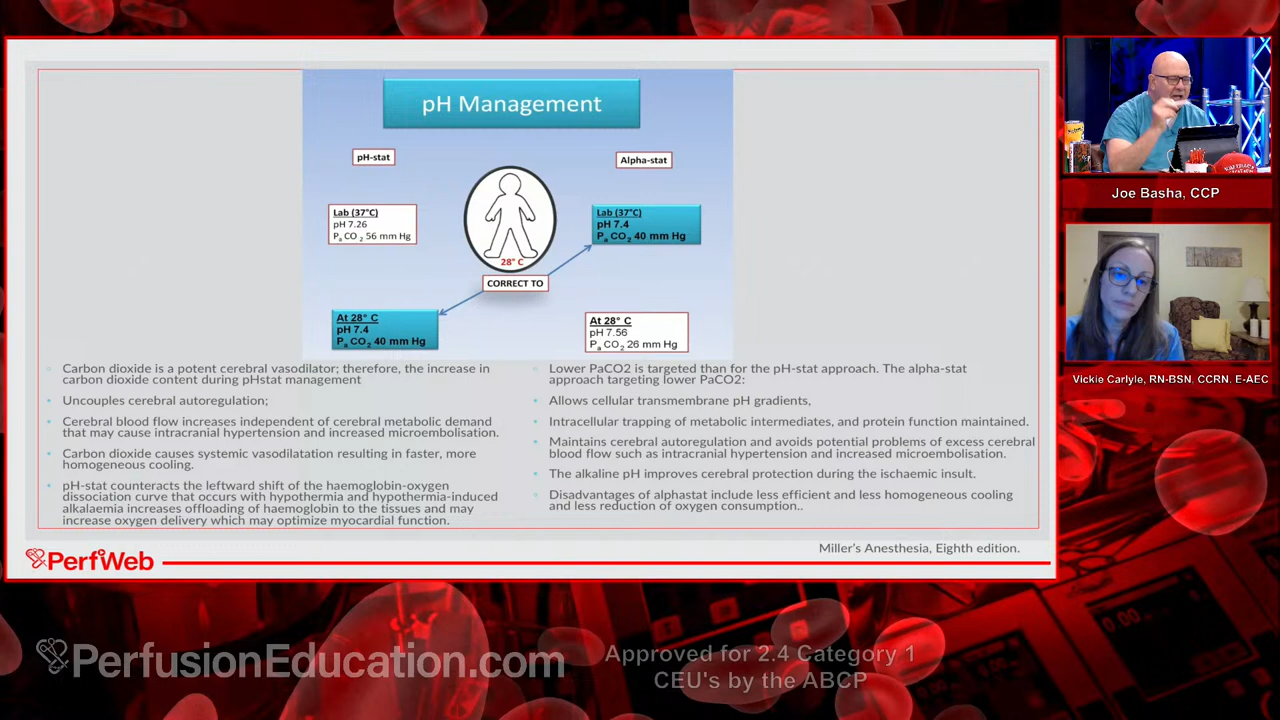 pH Management
pH-stat
Alpha-stat
Lab (37°C)
pH 7.26
Pa CO2 56 mm Hg
Lab (37°C)
pH 7.4
Pa CO2 40 mm Hg
28° C
CORRECT TO
At 28° C
pH 7.4
Pa CO2 40 mm Hg
At 28° C
pH 7.56
Pa CO2 26 mm Hg
Carbon dioxide is a potent cerebral vasodilator; therefore, the increase in
carbon dioxide content during pHstat management
Uncouples cerebral autoregulation;
Cerebral blood flow increases independent of cerebral metabolic demand
that may cause intracranial hypertension and increased microembolisation.
Carbon dioxide causes systemic vasodilatation resulting in faster, more
homogeneous cooling.
pH-stat counteracts the leftward shift of the haemoglobin-oxygen
dissociation curve that occurs with hypothermia and hypothermia-induced
alkalaemia increases offloading of haemoglobin to the tissues and may
increase oxygen delivery which may optimize myocardial function.
Lower PaCO2 is targeted than for the pH-stat approach. The alpha-stat
approach targeting lower PaCO2:
Allows cellular transmembrane pH gradients,
Intracellular trapping of metabolic intermediates, and protein function maintained.
Maintains cerebral autoregulation and avoids potential problems of excess cerebral
blood flow such as intracranial hypertension and increased microembolisation.
The alkaline pH improves cerebral protection during the ischaemic insult.
Disadvantages of alphastat include less efficient and less homogeneous cooling
and less reduction of oxygen consumption..
Miller's Anesthesia, Eighth edition.
PerfWeb
Joe Basha, CCP
Vickie Carlyle, RN-BSN, CCRN, E-AEC
PerfusionEducation.com
Approved for 2.4 Category 1
CEU's by the ABCP